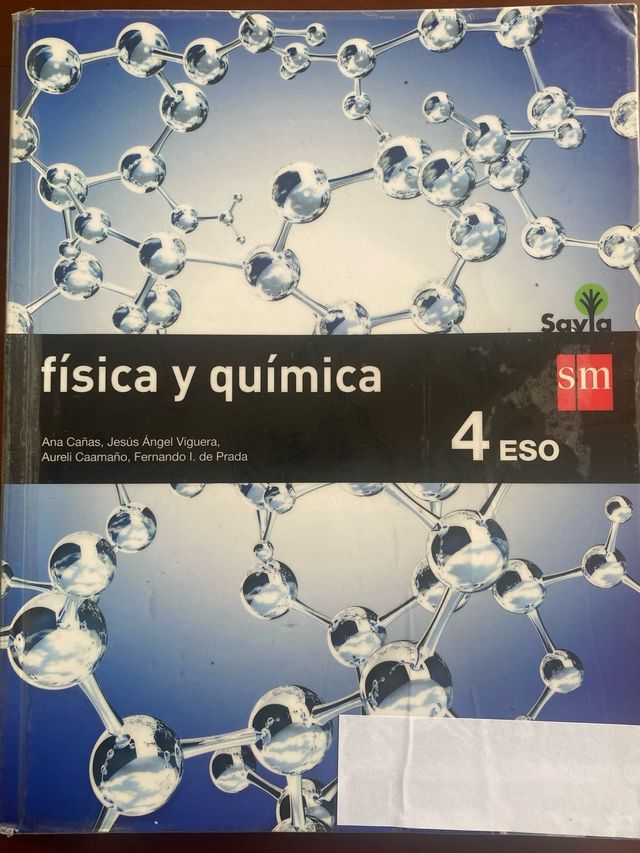 Savia
física y química
sm
Ana Cañas, Jesús Ángel Viguera,
Aureli Caamaño, Fernando I. de Prada
4 ESO